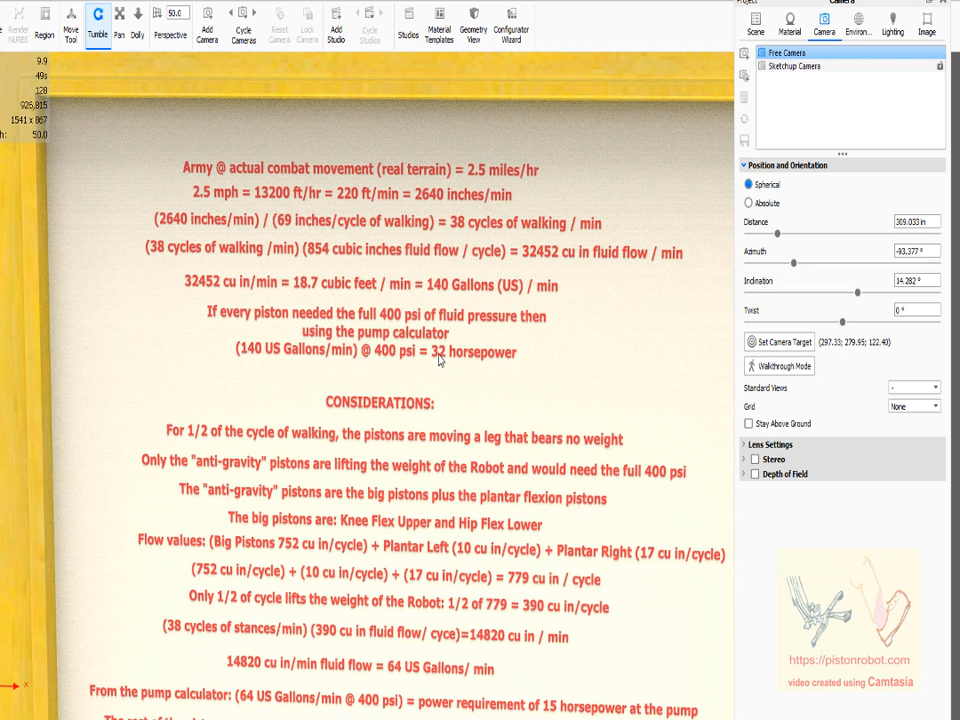 Project
Camera
Render NURBS
Region
Move Tool
Tumble
Pan
Dolly
Perspective
50.0
Add Camera
Cycle Cameras
Reset Camera
Lock Camera
Add Studio
Cycle Studios
Studios
Material Templates
Geometry View
Configurator Wizard
Scene
Material
Camera
Environ...
Lighting
Image
9.9
49s
128
926,815
1541 x 867
h: 50.0
Free Camera
Sketchup Camera
Position and Orientation
Spherical
Absolute
Distance
309.033 in
Azimuth
-93.377 °
Inclination
14.282 °
Twist
0 °
Set Camera Target
(297.33; 279.95; 122.40)
Walkthrough Mode
Standard Views
-
Grid
None
Stay Above Ground
Lens Settings
Stereo
Depth of Field
Army @ actual combat movement (real terrain) = 2.5 miles/hr
2.5 mph = 13200 ft/hr = 220 ft/min = 2640 inches/min
(2640 inches/min) / (69 inches/cycle of walking) = 38 cycles of walking / min
(38 cycles of walking /min) (854 cubic inches fluid flow / cycle) = 32452 cu in fluid flow / min
32452 cu in/min = 18.7 cubic feet / min = 140 Gallons (US) / min
If every piston needed the full 400 psi of fluid pressure then
using the pump calculator
(140 US Gallons/min) @ 400 psi = 32 horsepower
CONSIDERATIONS:
For 1/2 of the cycle of walking, the pistons are moving a leg that bears no weight
Only the "anti-gravity" pistons are lifting the weight of the Robot and would need the full 400 psi
The "anti-gravity" pistons are the big pistons plus the plantar flexion pistons
The big pistons are: Knee Flex Upper and Hip Flex Lower
Flow values: (Big Pistons 752 cu in/cycle) + Plantar Left (10 cu in/cycle) + Plantar Right (17 cu in/cycle)
(752 cu in/cycle) + (10 cu in/cycle) + (17 cu in/cycle) = 779 cu in / cycle
Only 1/2 of cycle lifts the weight of the Robot: 1/2 of 779 = 390 cu in/cycle
(38 cycles of stances/min) (390 cu in fluid flow/ cyce)=14820 cu in / min
14820 cu in/min fluid flow = 64 US Gallons/ min
From the pump calculator: (64 US Gallons/min @ 400 psi) = power requirement of 15 horsepower at the pump
The rest of the
x
https://pistonrobot.com
video created using Camtasia